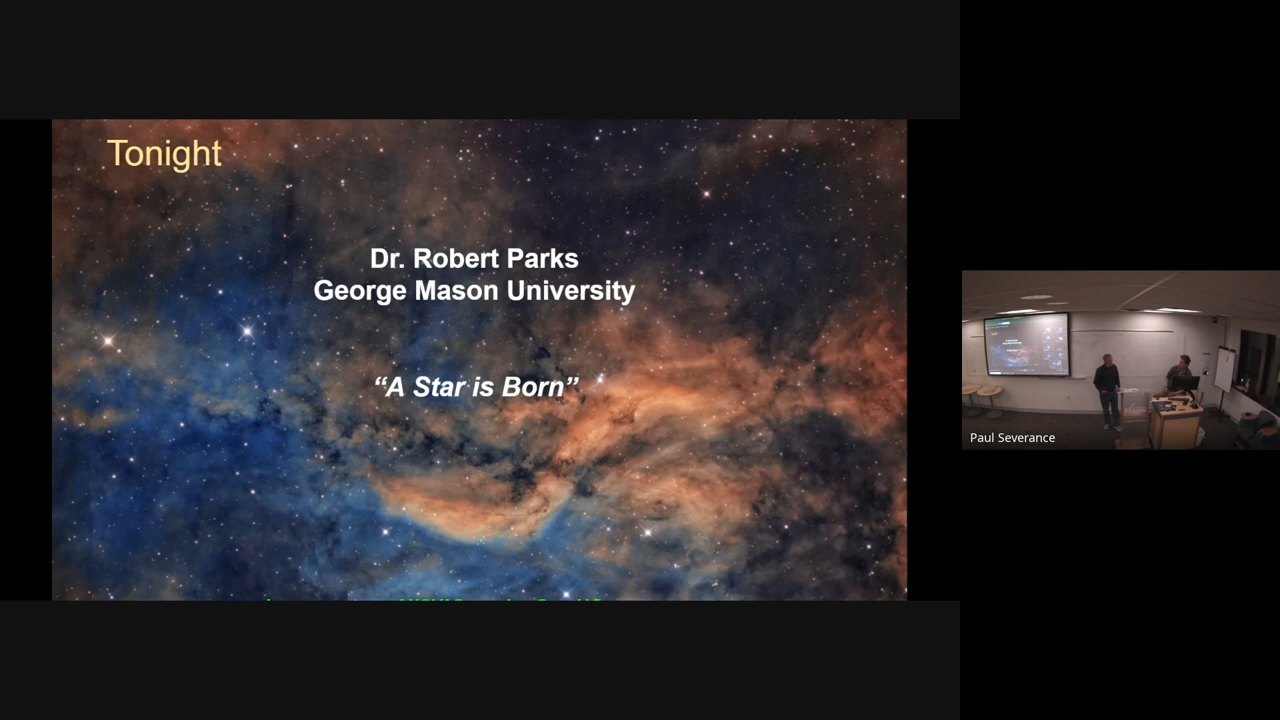 Tonight
Dr. Robert Parks
George Mason University
“A Star is Born”
Paul Severance